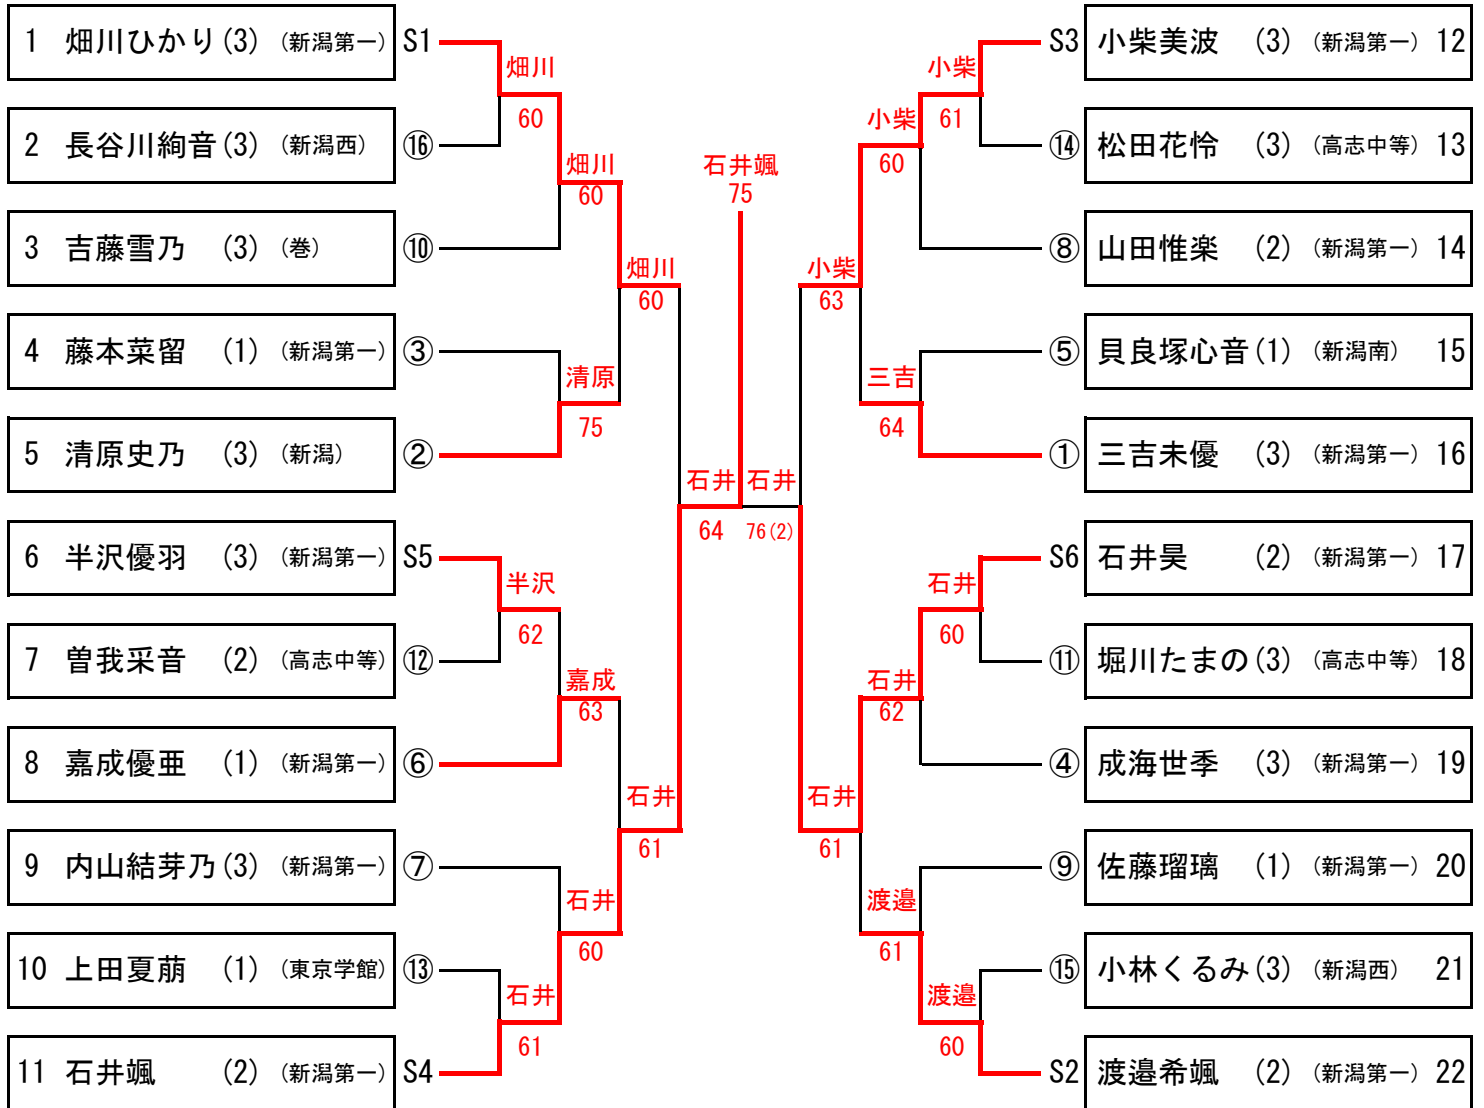 1 畑川ひかり(3) (新潟第一) S1
2 長谷川絢音(3) (新潟西) ⑯
3 吉藤雪乃 (3) (巻) ⑩
4 藤本菜留 (1) (新潟第一) ③
5 清原史乃 (3) (新潟) ②
6 半沢優羽 (3) (新潟第一) S5
7 曽我采音 (2) (高志中等) ⑫
8 嘉成優亜 (1) (新潟第一) ⑥
9 内山結芽乃(3) (新潟第一) ⑦
10 上田夏萠 (1) (東京学館) ⑬
11 石井颯 (2) (新潟第一) S4
畑川
60
畑川
60
畑川
60
清原
75
半沢
62
嘉成
63
石井
61
石井
60
石井
61
石井
64
石井颯
75
石井
76(2)
小柴
63
小柴
60
小柴
61
三吉
64
石井
60
石井
62
石井
61
渡邉
61
渡邉
60
S3 小柴美波 (3) (新潟第一) 12
⑭ 松田花怜 (3) (高志中等) 13
⑧ 山田惟楽 (2) (新潟第一) 14
⑤ 貝良塚心音(1) (新潟南) 15
① 三吉未優 (3) (新潟第一) 16
S6 石井昊 (2) (新潟第一) 17
⑪ 堀川たまの(3) (高志中等) 18
④ 成海世季 (3) (新潟第一) 19
⑨ 佐藤瑠璃 (1) (新潟第一) 20
⑮ 小林くるみ(3) (新潟西) 21
S2 渡邉希颯 (2) (新潟第一) 22